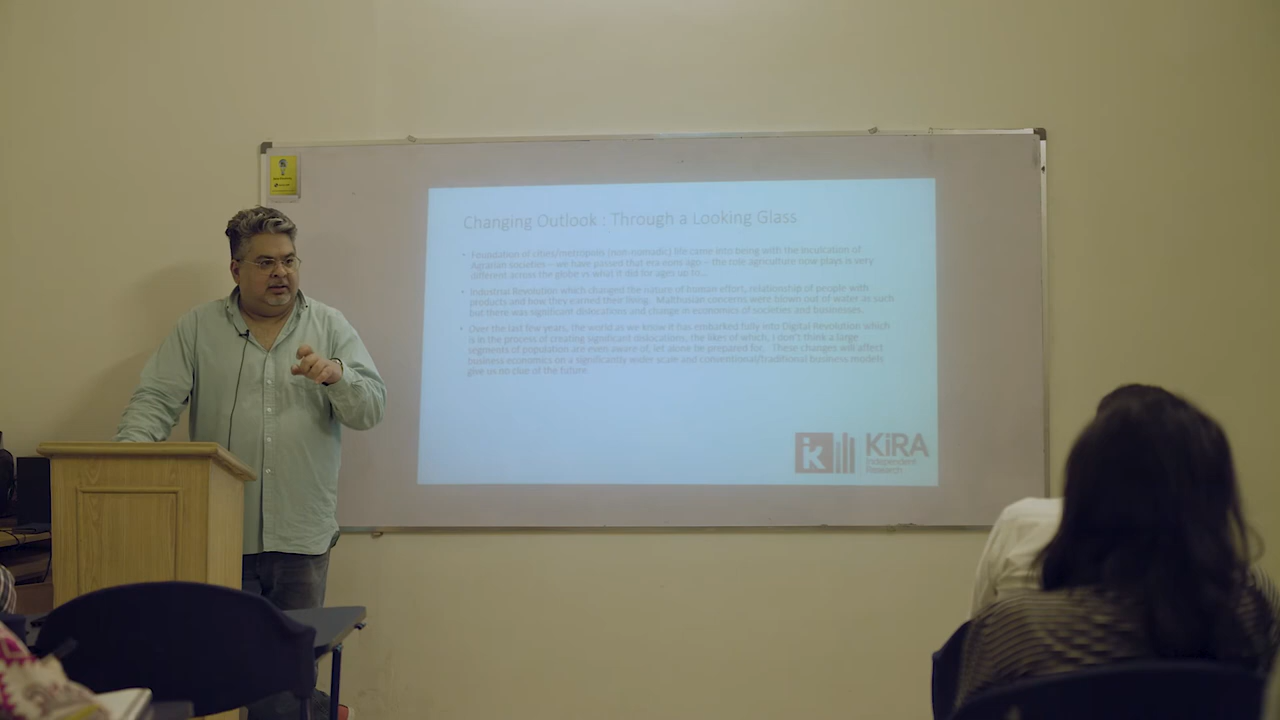 Changing Outlook : Through a Looking Glass
• Foundation of cities/metropolis (non-nomadic) life came into being with the inculcation of
Agrarian societies – we have passed that era eons ago – the role agriculture now plays is very
different across the globe vs what it did for ages up to...
• Industrial Revolution which changed the nature of human effort, relationship of people with
products and how they earned their living. Malthusian concerns were blown out of water as such
but there was significant dislocations and change in economics of societies and businesses.
• Over the last few years, the world as we know it has embarked fully into Digital Revolution which
is in the process of creating significant dislocations, the likes of which, I don't think a large
segments of population are even aware of, let alone be prepared for. These changes will affect
business economics on a significantly wider scale and conventional/traditional business models
give us no clue of the future.
ik KiRA
Independent
Research